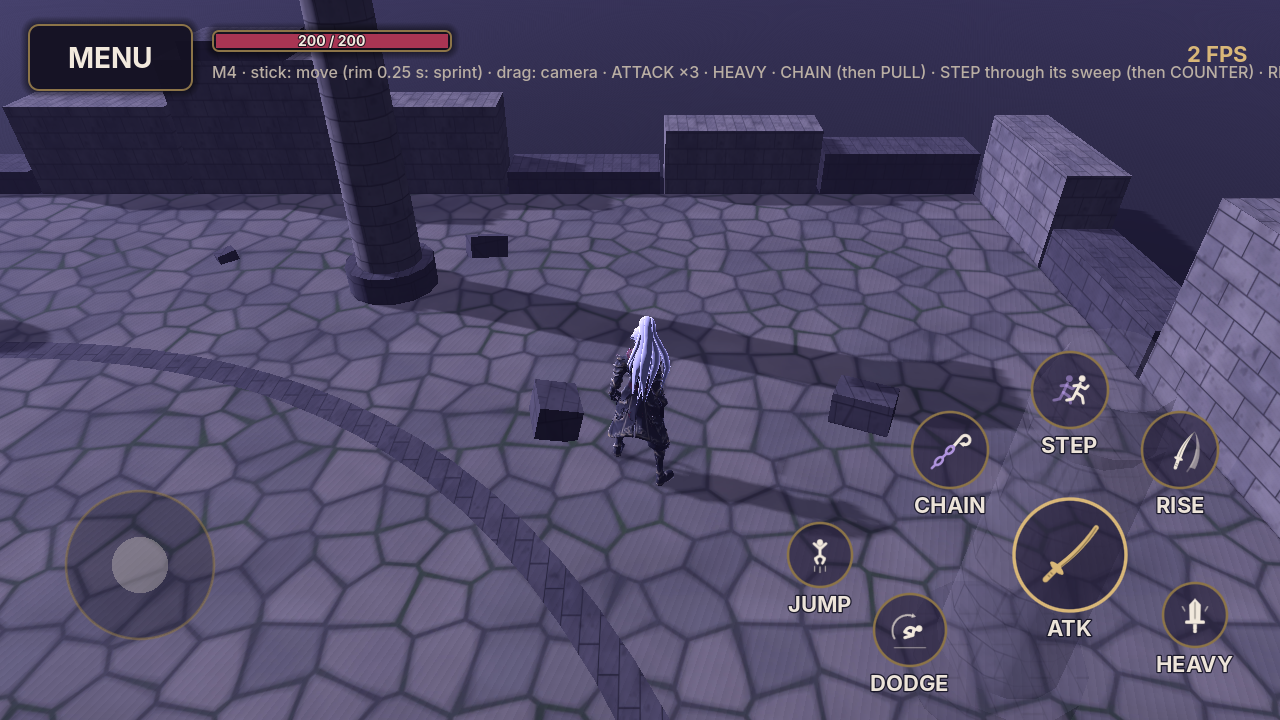 MENU
200 / 200
2 FPS
M4 · stick: move (rim 0.25 s: sprint) · drag: camera · ATTACK ×3 · HEAVY · CHAIN (then PULL) · STEP through its sweep (then COUNTER) ·
STEP
CHAIN
RISE
JUMP
ATK
DODGE
HEAVY